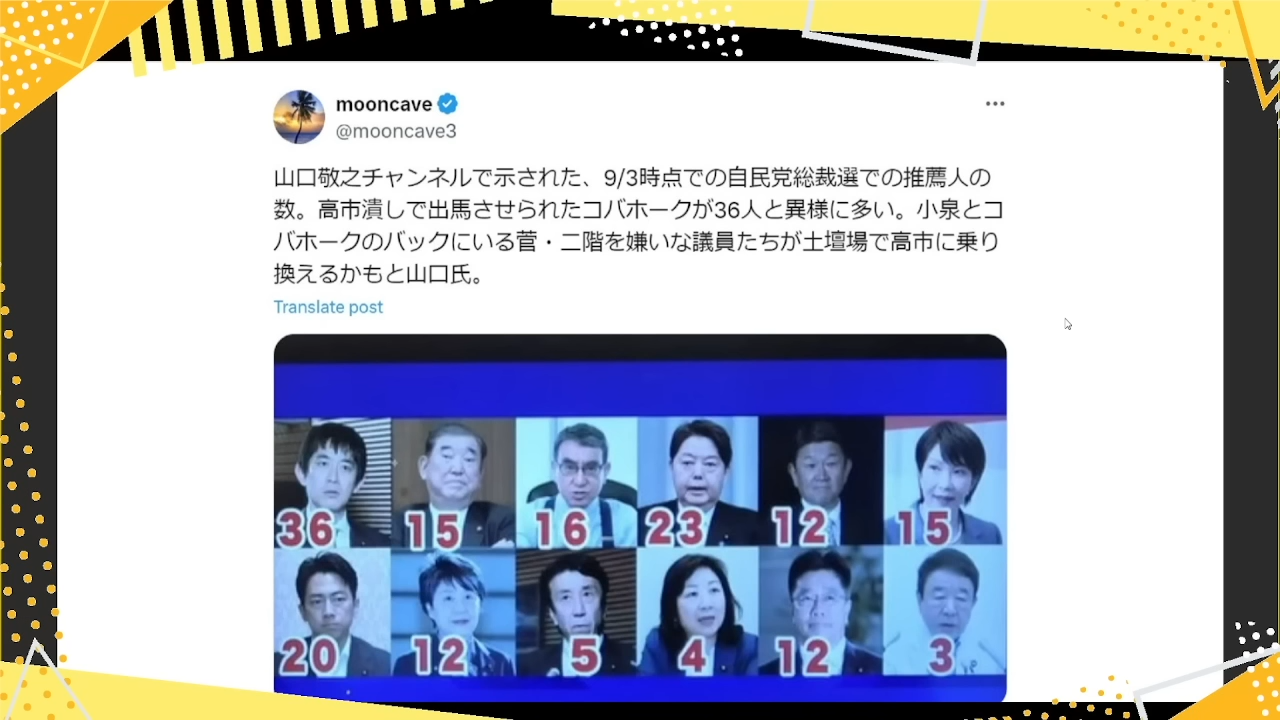 mooncave
@mooncave3
山口敬之チャンネルで示された、9/3時点での自民党総裁選での推薦人の
数。高市潰しで出馬させられたコバホークが36人と異様に多い。小泉とコ
バホークのバックにいる菅・二階を嫌いな議員たちが土壇場で高市に乗り
換えるかもと山口氏。
Translate post
36 15 16 23 12 15
20 12 5 4 12 3